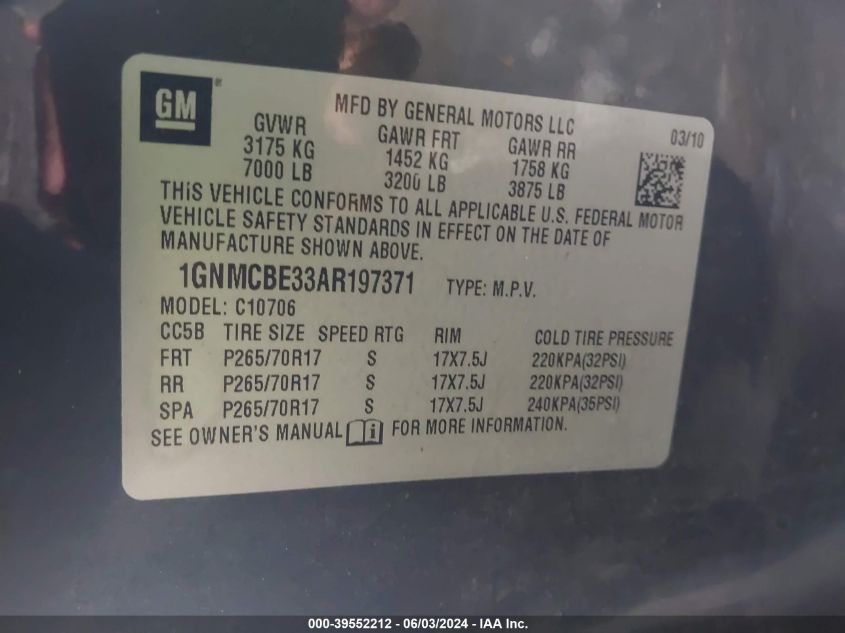 GM
MFD BY GENERAL MOTORS LLC
03/10
GVWR GAWR FRT GAWR RR
3175 KG 1452 KG 1758 KG
7000 LB 3200 LB 3875 LB
THIS VEHICLE CONFORMS TO ALL APPLICABLE U.S. FEDERAL MOTOR
VEHICLE SAFETY STANDARDS IN EFFECT ON THE DATE OF
MANUFACTURE SHOWN ABOVE.
1GNMCBE33AR197371 TYPE: M.P.V.
MODEL: C10706
CC5B TIRE SIZE SPEED RTG RIM COLD TIRE PRESSURE
FRT P265/70R17 S 17X7.5J 220KPA(32PSI)
RR P265/70R17 S 17X7.5J 220KPA(32PSI)
SPA P265/70R17 S 17X7.5J 240KPA(35PSI)
SEE OWNER'S MANUAL i FOR MORE INFORMATION.
000-39552212 - 06/03/2024 - IAA Inc.